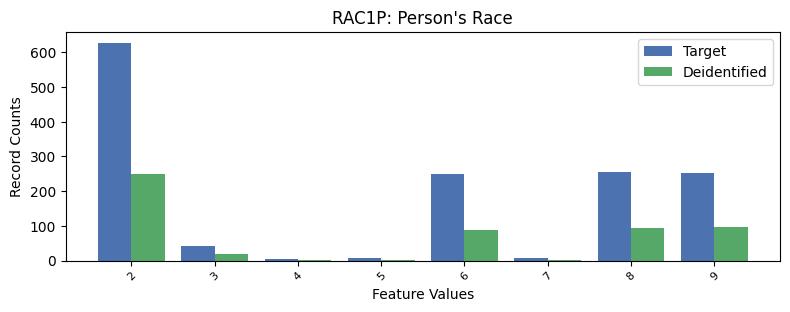 RAC1P: Person's Race
Target
Deidentified
Record Counts
600
500
400
300
200
100
0
2 3 4 5 6 7 8 9
Feature Values